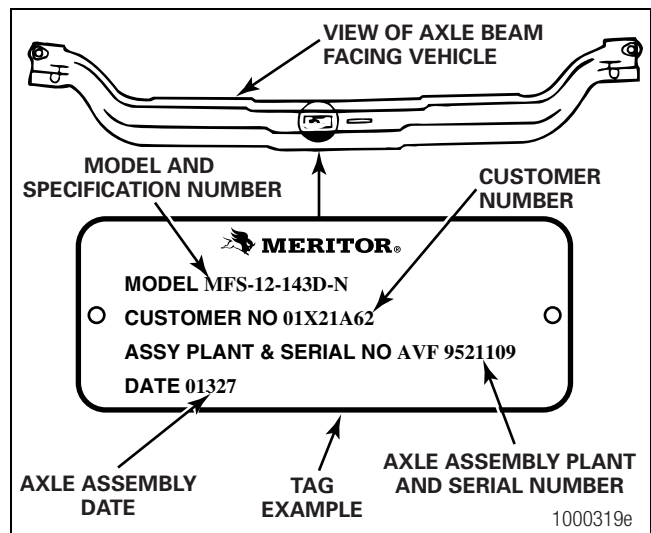 VIEW OF AXLE BEAM
FACING VEHICLE
MODEL AND
SPECIFICATION NUMBER
CUSTOMER
NUMBER
MERITOR®
MODEL MFS-12-143D-N
CUSTOMER NO 01X21A62
ASSY PLANT & SERIAL NO AVF 9521109
DATE 01327
AXLE ASSEMBLY
DATE
TAG
EXAMPLE
AXLE ASSEMBLY PLANT
AND SERIAL NUMBER
1000319e